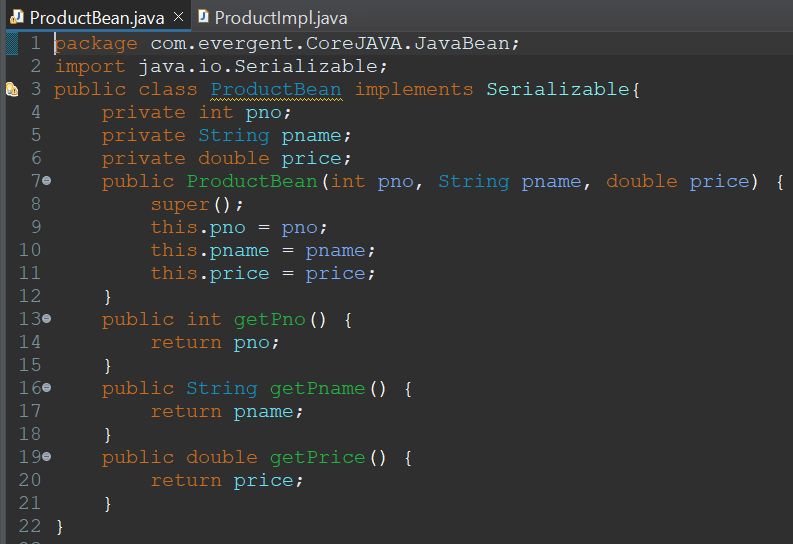 ProductBean.java × ProductImpl.java
1 package com.evergent.CoreJAVA.JavaBean;
2 import java.io.Serializable;
3 public class ProductBean implements Serializable{
4     private int pno;
5     private String pname;
6     private double price;
7     public ProductBean(int pno, String pname, double price) {
8         super();
9         this.pno = pno;
10         this.pname = pname;
11         this.price = price;
12     }
13     public int getPno() {
14         return pno;
15     }
16     public String getPname() {
17         return pname;
18     }
19     public double getPrice() {
20         return price;
21     }
22 }